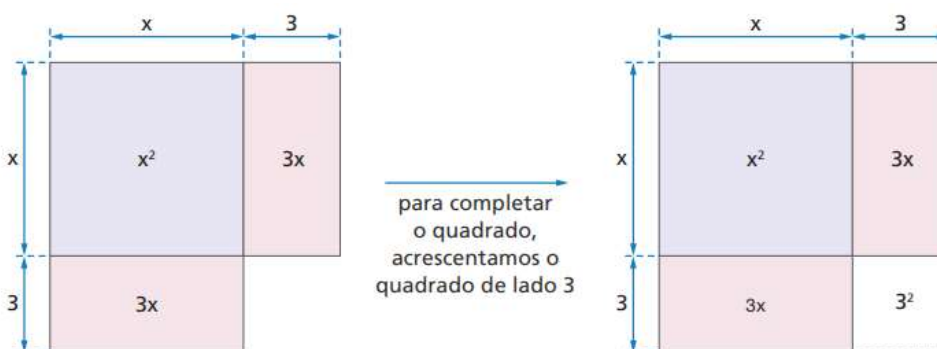 x 3
x x² 3x
3 3x
para completar
o quadrado,
acrescentamos o
quadrado de lado 3
x 3
x x² 3x
3 3x 3²